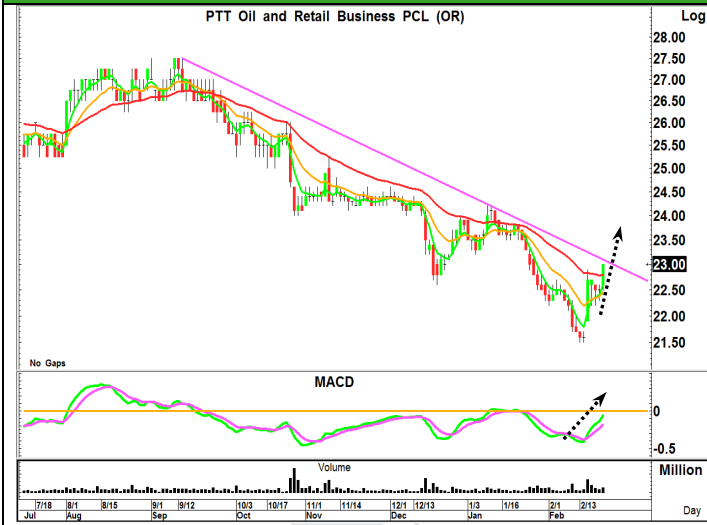 PTT Oil and Retail Business PCL (OR)
Log
28.00
27.50
27.00
26.50
26.00
25.50
25.00
24.50
24.00
23.50
23.00
22.50
22.00
21.50
No Gaps
MACD
0
-0.5
Volume
Million
7/18 8/1 8/15 9/1 9/12 10/3 10/17 11/1 11/14 12/1 12/13 1/3 1/16 2/1 2/13
Jul Aug Sep Oct Nov Dec Jan Feb
Day